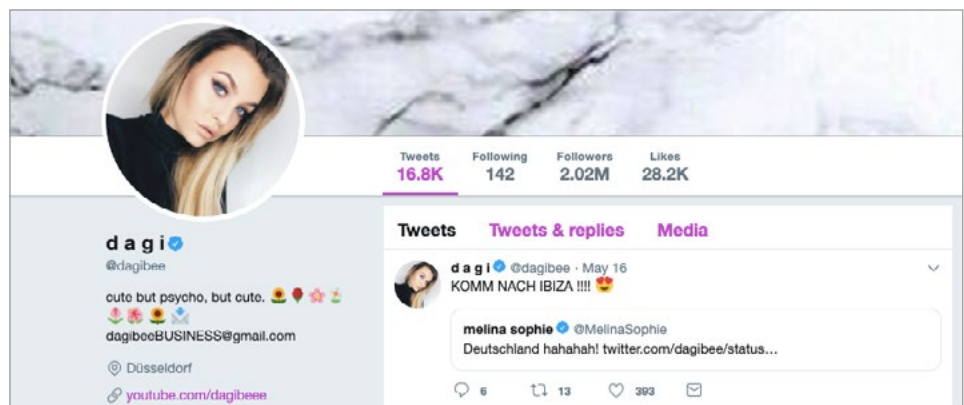 Tweets Following Followers Likes
16.8K 142 2.02M 28.2K
dagi
@dagibee
cute but psycho, but cute. 🌻🌹🌸
🌷🌺🌻📩
dagibeeBUSINESS@gmail.com
Düsseldorf
youtube.com/dagibeee
Tweets Tweets & replies Media
dagi @dagibee · May 16
KOMM NACH IBIZA !!!! 😍
melina sophie @MelinaSophie
Deutschland hahahah! twitter.com/dagibee/status...
6 13 393